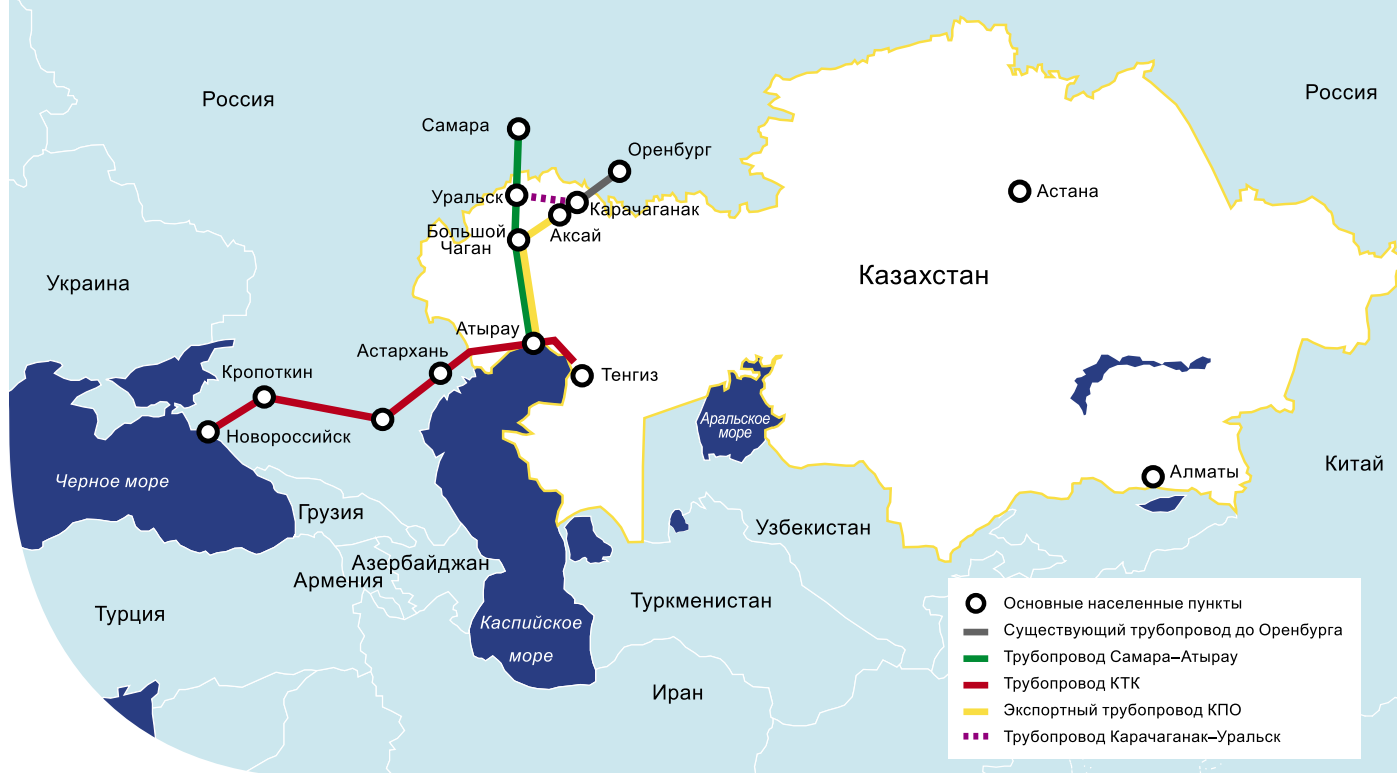 Россия
Россия
Самара
Оренбург
Уральск
Карачаганак
Астана
Большой
Чаган
Аксай
Казахстан
Украина
Атырау
Астархань
Тенгиз
Кропоткин
Новороссийск
Аральское
море
Черное море
Алматы
Китай
Грузия
Узбекистан
Азербайджан
Армения
Турция
Туркменистан
Каспийское
море
Иран
Основные населенные пункты
Существующий трубопровод до Оренбурга
Трубопровод Самара–Атырау
Трубопровод КТК
Экспортный трубопровод КПО
Трубопровод Карачаганак–Уральск